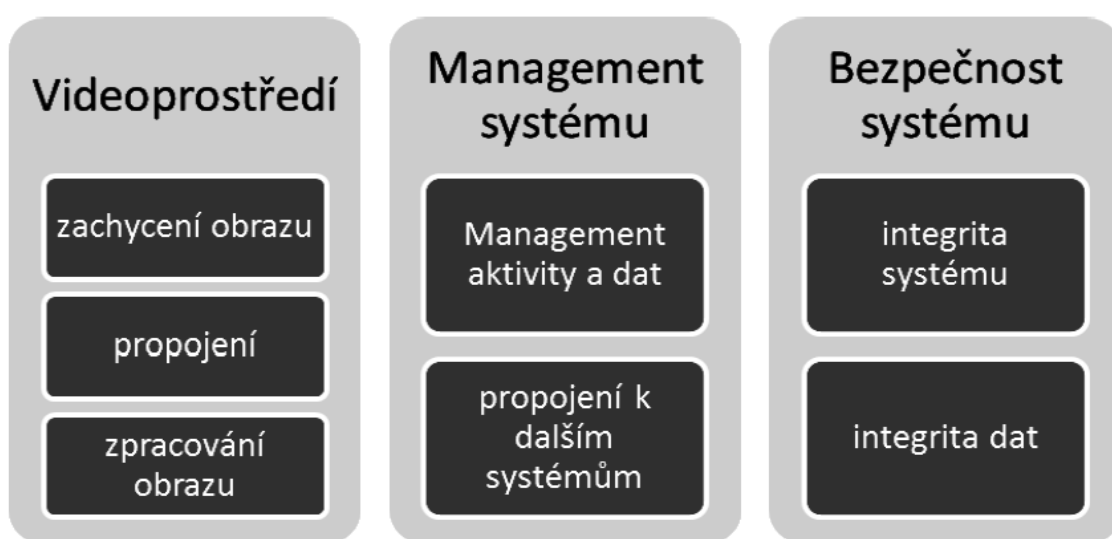 Videoprostředí
zachycení obrazu
propojení
zpracování
obrazu
Management
systému
Management
aktivity a dat
propojení k
dalším
systémům
Bezpečnost
systému
integrita
systému
integrita dat